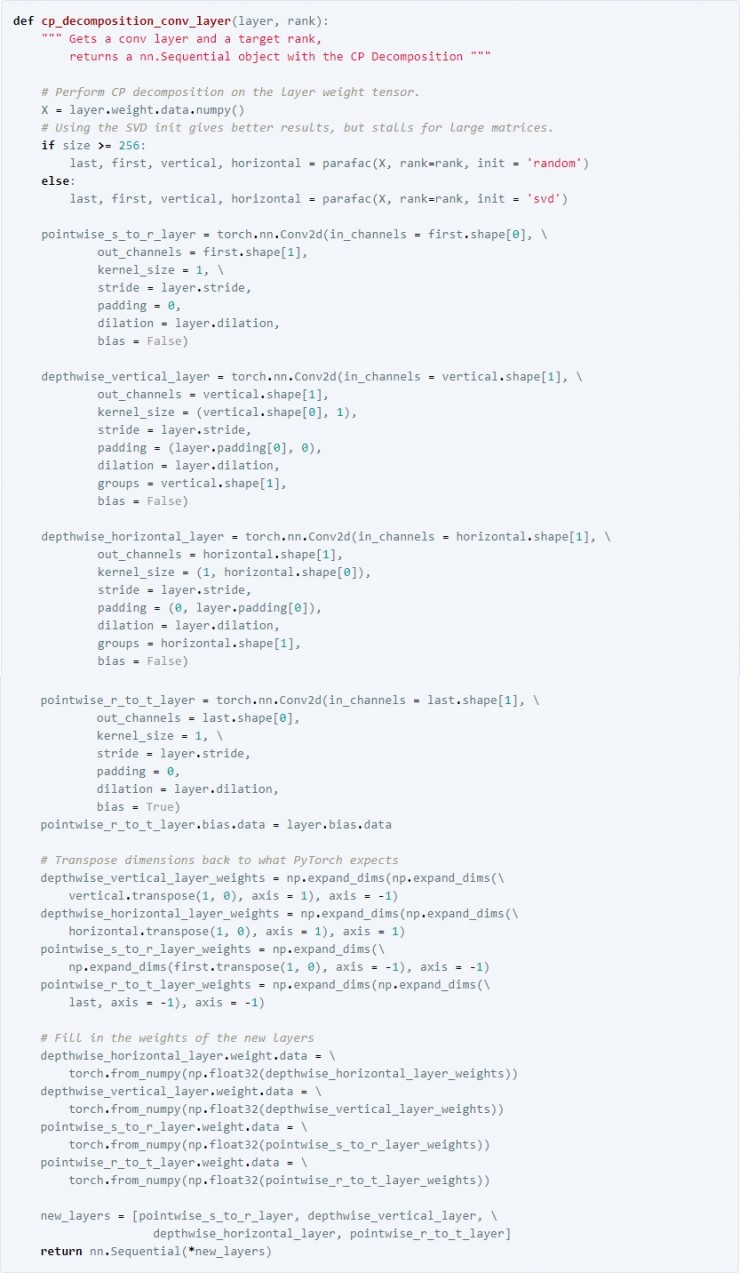 def cp_decomposition_conv_layer(layer, rank):
    """ Gets a conv layer and a target rank,
        returns a nn.Sequential object with the CP Decomposition """
    # Perform CP decomposition on the layer weight tensor.
    X = layer.weight.data.numpy()
    # Using the SVD init gives better results, but stalls for large matrices.
    if size >= 256:
        last, first, vertical, horizontal = parafac(X, rank=rank, init = 'random')
    else:
        last, first, vertical, horizontal = parafac(X, rank=rank, init = 'svd')
    pointwise_s_to_r_layer = torch.nn.Conv2d(in_channels = first.shape[0], \
            out_channels = first.shape[1],
            kernel_size = 1, \
            stride = layer.stride,
            padding = 0,
            dilation = layer.dilation,
            bias = False)
    depthwise_vertical_layer = torch.nn.Conv2d(in_channels = vertical.shape[1], \
            out_channels = vertical.shape[1],
            kernel_size = (vertical.shape[0], 1),
            stride = layer.stride,
            padding = (layer.padding[0], 0),
            dilation = layer.dilation,
            groups = vertical.shape[1],
            bias = False)
    depthwise_horizontal_layer = torch.nn.Conv2d(in_channels = horizontal.shape[1], \
            out_channels = horizontal.shape[1],
            kernel_size = (1, horizontal.shape[0]),
            stride = layer.stride,
            padding = (0, layer.padding[0]),
            dilation = layer.dilation,
            groups = horizontal.shape[1],
            bias = False)
    pointwise_r_to_t_layer = torch.nn.Conv2d(in_channels = last.shape[1], \
            out_channels = last.shape[0],
            kernel_size = 1, \
            stride = layer.stride,
            padding = 0,
            dilation = layer.dilation,
            bias = True)
    pointwise_r_to_t_layer.bias.data = layer.bias.data
    # Transpose dimensions back to what PyTorch expects
    depthwise_vertical_layer_weights = np.expand_dims(np.expand_dims(\
        vertical.transpose(1, 0), axis = 1), axis = -1)
    depthwise_horizontal_layer_weights = np.expand_dims(np.expand_dims(\
        horizontal.transpose(1, 0), axis = 1), axis = 1)
    pointwise_s_to_r_layer_weights = np.expand_dims(\
        np.expand_dims(first.transpose(1, 0), axis = -1), axis = -1)
    pointwise_r_to_t_layer_weights = np.expand_dims(np.expand_dims(\
        last, axis = -1), axis = -1)
    # Fill in the weights of the new layers
    depthwise_horizontal_layer.weight.data = \
        torch.from_numpy(np.float32(depthwise_horizontal_layer_weights))
    depthwise_vertical_layer.weight.data = \
        torch.from_numpy(np.float32(depthwise_vertical_layer_weights))
    pointwise_s_to_r_layer.weight.data = \
        torch.from_numpy(np.float32(pointwise_s_to_r_layer_weights))
    pointwise_r_to_t_layer.weight.data = \
        torch.from_numpy(np.float32(pointwise_r_to_t_layer_weights))
    new_layers = [pointwise_s_to_r_layer, depthwise_vertical_layer, \
                    depthwise_horizontal_layer, pointwise_r_to_t_layer]
    return nn.Sequential(*new_layers)